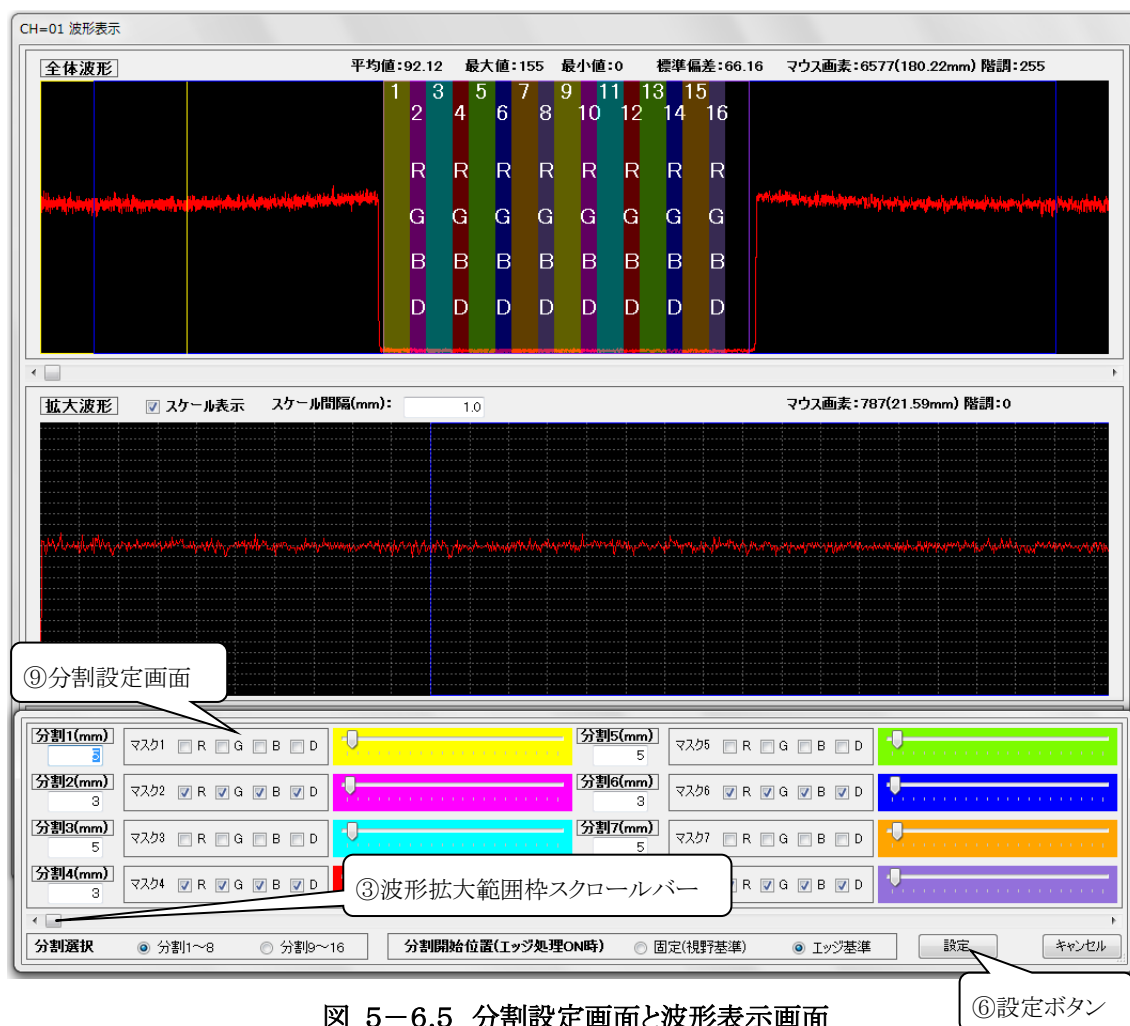 CH=01 波形表示
全体波形 平均値:92.12 最大値:155 最小値:0 標準偏差:66.16 マウス画素:6577(180.22mm) 階調:255
1 3 5 7 9 11 13 15
2 4 6 8 10 12 14 16
R R R R R R R R
G G G G G G G G
B B B B B B B B
D D D D D D D D
拡大波形 スケール表示 スケール間隔(mm): 1.0 マウス画素:787(21.59mm) 階調:0
⑨分割設定画面
分割1(mm) 5 マスク1 R G B D 分割5(mm) 5 マスク5 R G B D
分割2(mm) 3 マスク2 R G B D 分割6(mm) 3 マスク6 R G B D
分割3(mm) 5 マスク3 R G B D 分割7(mm) 5 マスク7 R G B D
分割4(mm) 3 マスク4 R G B D R G B D
③波形拡大範囲枠スクロールバー
分割選択 分割1～8 分割9～16 分割開始位置(エッジ処理ON時) 固定(視野基準) エッジ基準 設定 キャンセル
⑥設定ボタン
図 5－6.5 分割設定画面と波形表示画面